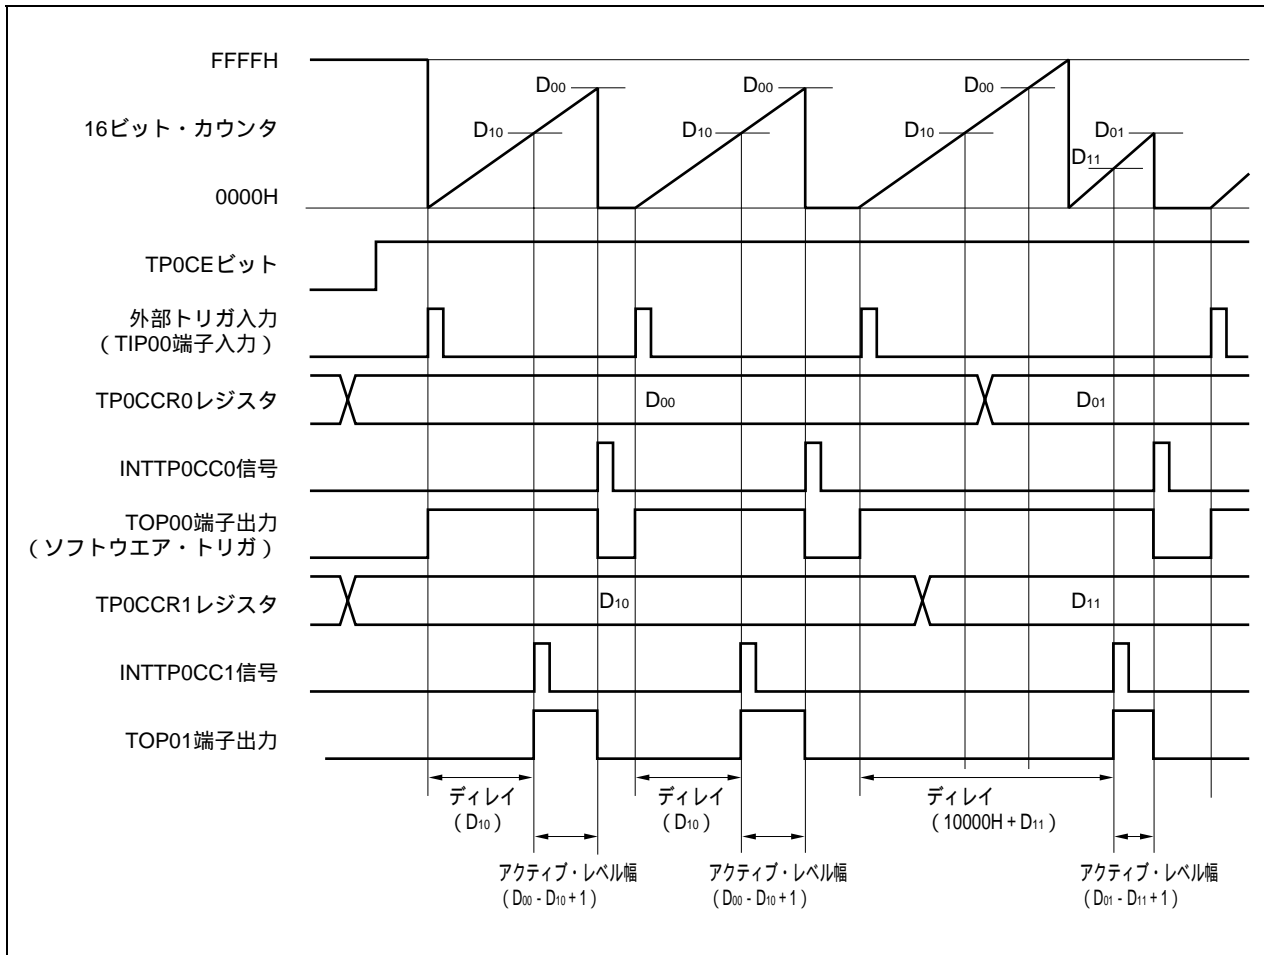 FFFFH
D00
D00
D00
16ビット・カウンタ
D10
D10
D10
D01
D11
0000H
TP0CEビット
外部トリガ入力
（TIP00端子入力）
TP0CCR0レジスタ
D00
D01
INTTP0CC0信号
TOP00端子出力
（ソフトウエア・トリガ）
TP0CCR1レジスタ
D10
D11
INTTP0CC1信号
TOP01端子出力
ディレイ
（D10）
ディレイ
（D10）
ディレイ
（10000H + D11）
アクティブ・レベル幅
（D00 - D10 + 1）
アクティブ・レベル幅
（D00 - D10 + 1）
アクティブ・レベル幅
（D01 - D11 + 1）